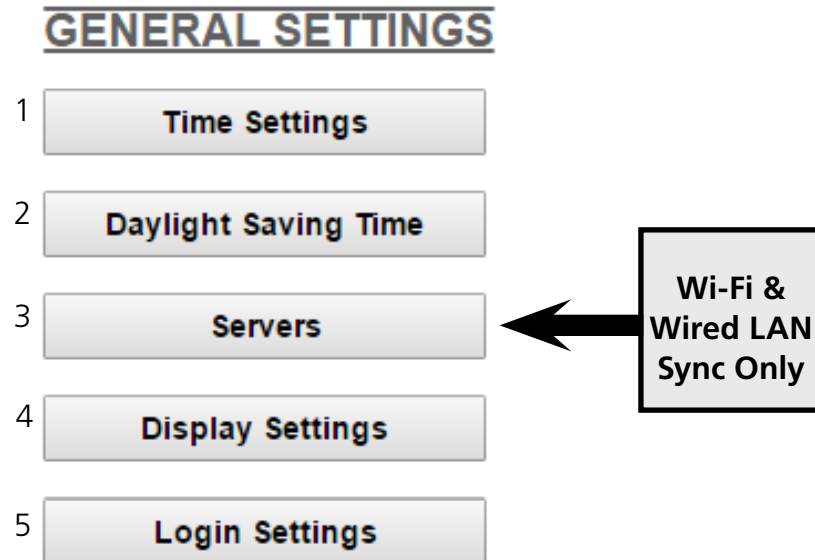 GENERAL SETTINGS
1 Time Settings
2 Daylight Saving Time
3 Servers
Wi-Fi &
Wired LAN
Sync Only
4 Display Settings
5 Login Settings